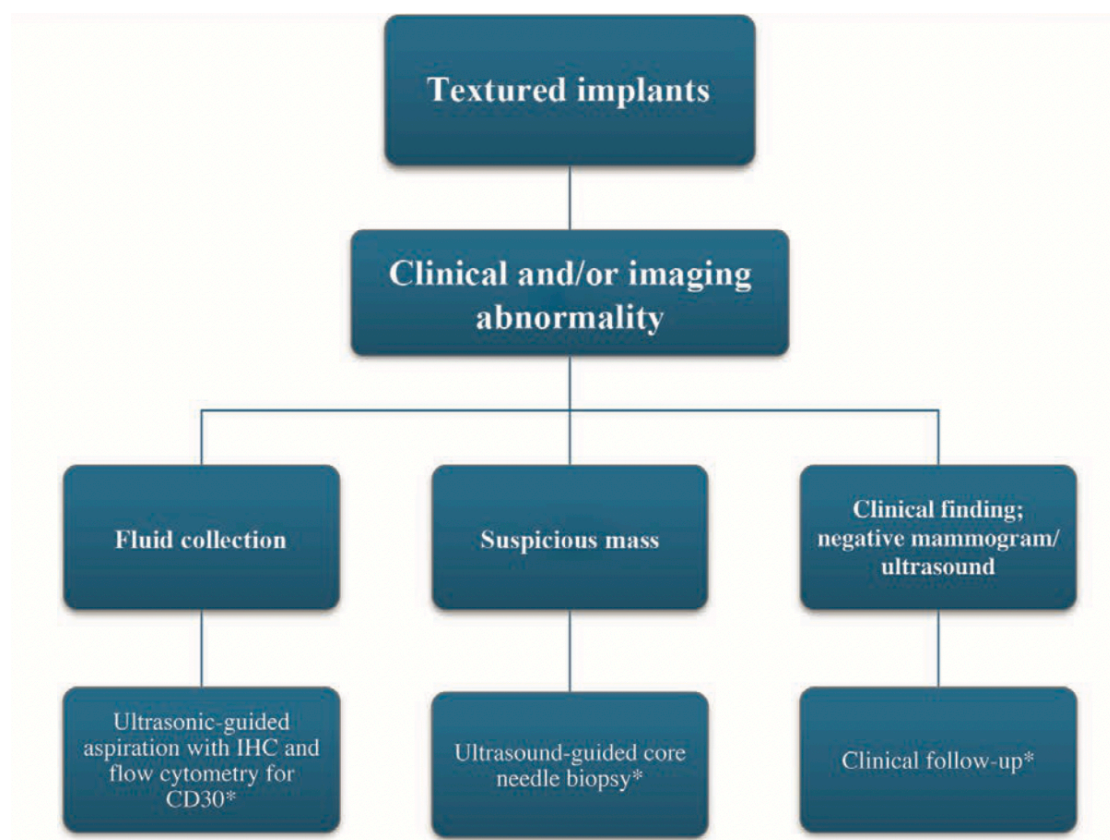 Textured implants
Clinical and/or imaging
abnormality
Fluid collection
Suspicious mass
Clinical finding;
negative mammogram/
ultrasound
Ultrasonic-guided
aspiration with IHC and
flow cytometry for
CD30*
Ultrasound-guided core
needle biopsy*
Clinical follow-up*